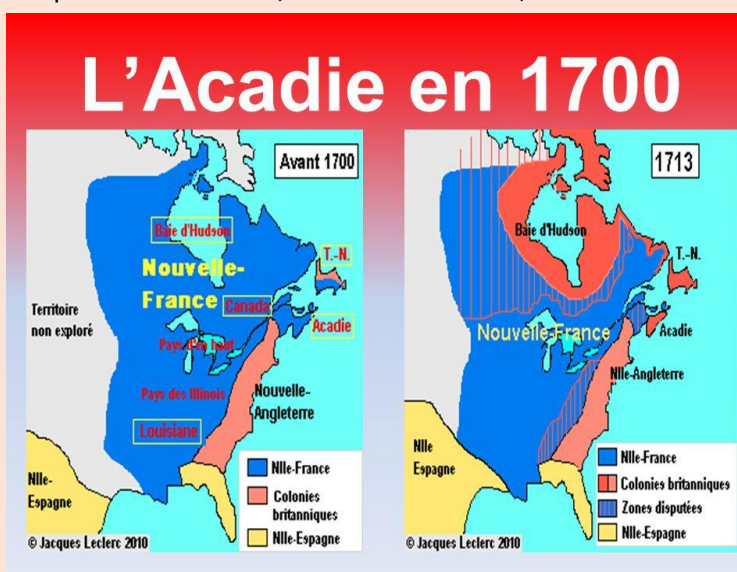 L'Acadie en 1700
Avant 1700
Baie d'Hudson
T.-N.
Nouvelle-
France
Canada
Acadie
Territoire
non exploré
Pays d'en haut
Pays des Illinois
Nouvelle-
Angleterre
Louisiane
Nlle-
Espagne
Nlle-France
Colonies
britanniques
Nlle-Espagne
© Jacques Leclerc 2010
1713
Baie d'Hudson
T.-N.
Nouvelle-France
Acadie
Nlle-Angleterre
Nlle
Espagne
Nlle-France
Colonies britanniques
Zones disputées
Nlle-Espagne
© Jacques Leclerc 2010